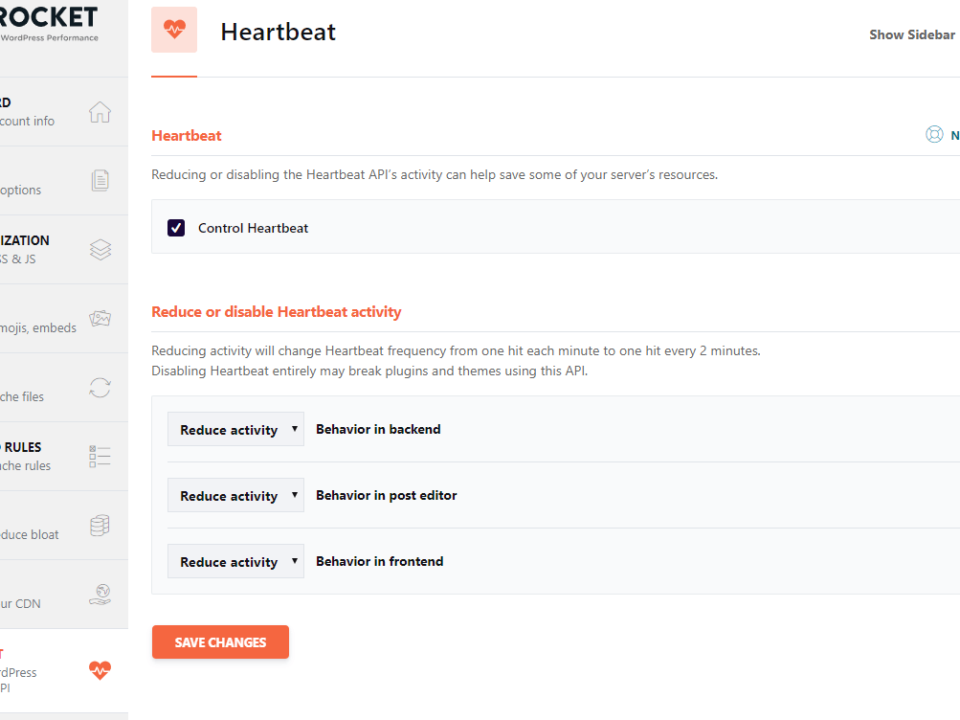 ROCKET
WordPress Performance
RD
count info
options
IZATION
SS & JS
mojis, embeds
che files
RULES
che rules
educe bloat
ur CDN
T
rdPress
PI
Heartbeat
Show Sidebar
Heartbeat
N
Reducing or disabling the Heartbeat API's activity can help save some of your server's resources.
Control Heartbeat
Reduce or disable Heartbeat activity
Reducing activity will change Heartbeat frequency from one hit each minute to one hit every 2 minutes.
Disabling Heartbeat entirely may break plugins and themes using this API.
Reduce activity Behavior in backend
Reduce activity Behavior in post editor
Reduce activity Behavior in frontend
SAVE CHANGES